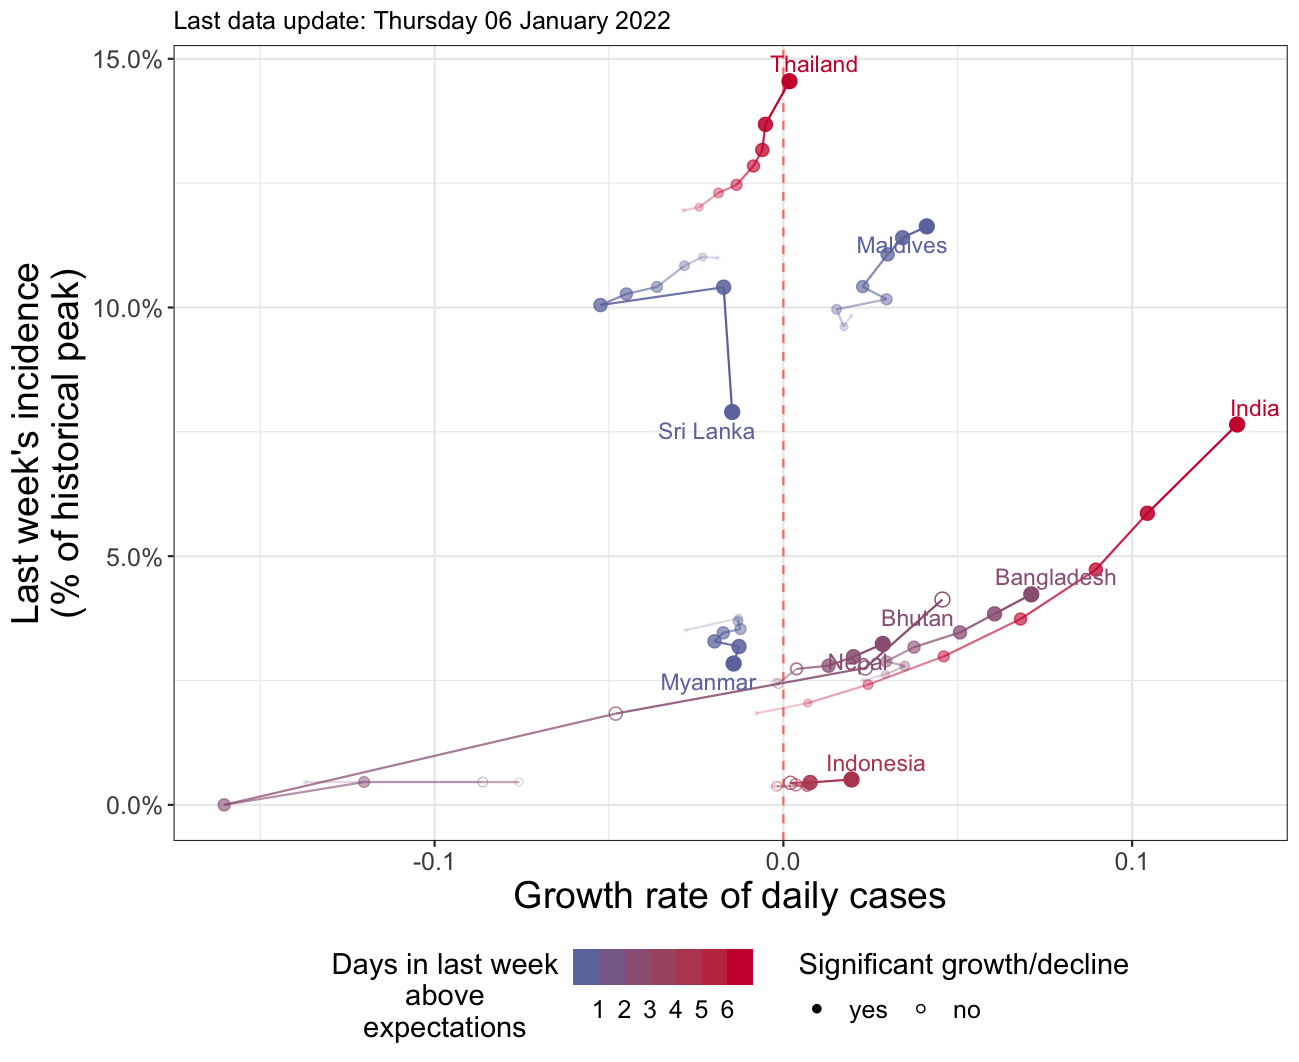 Last data update: Thursday 06 January 2022
15.0%
10.0%
5.0%
0.0%
Last week's incidence
(% of historical peak)
Thailand
Maldives
Sri Lanka
India
Bangladesh
Bhutan
Nepal
Myanmar
Indonesia
-0.1
0.0
0.1
Growth rate of daily cases
Days in last week
above
expectations
1 2 3 4 5 6
Significant growth/decline
yes no